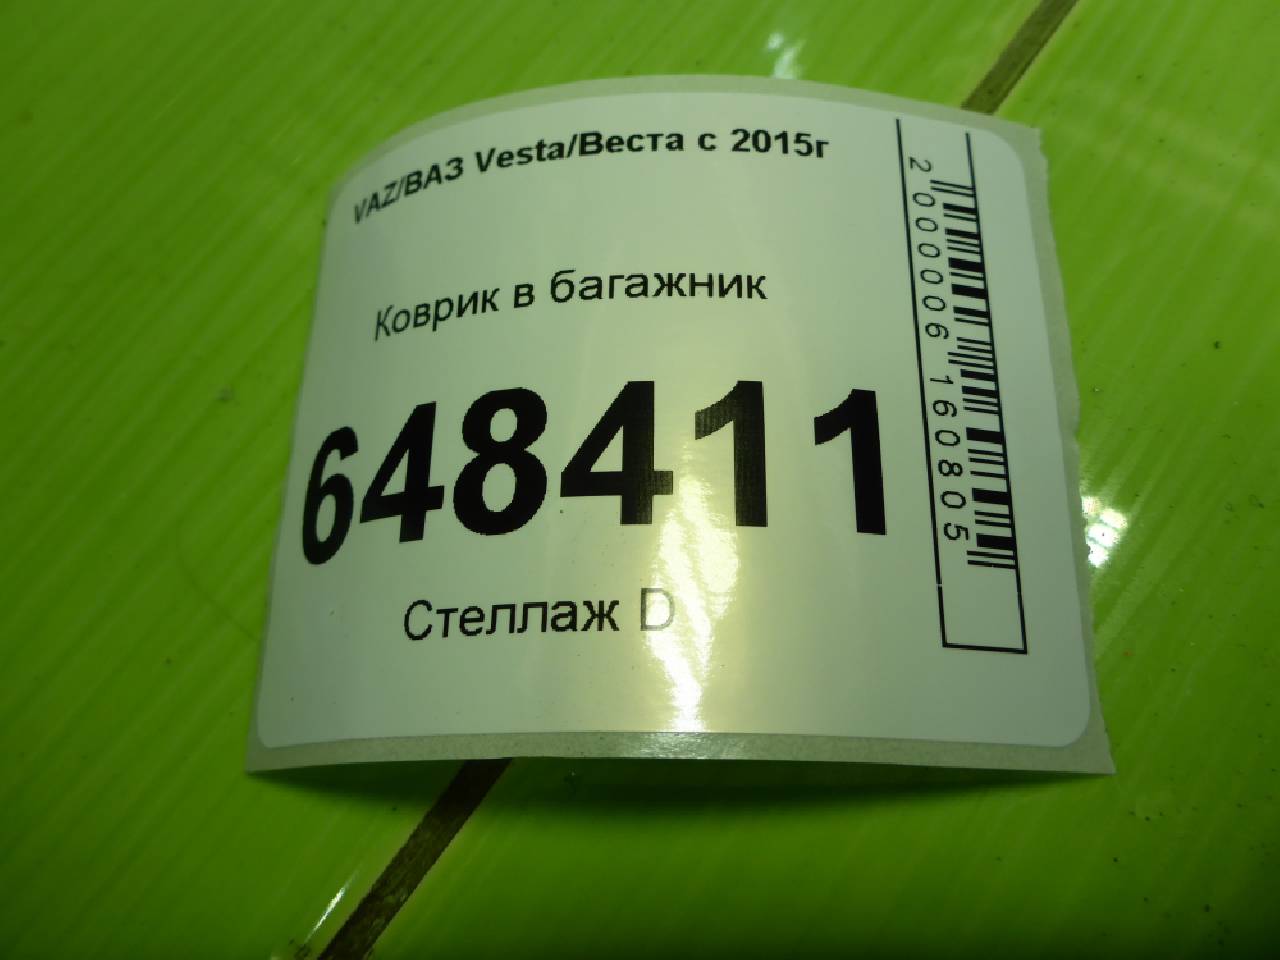 VAZ/ВАЗ Vesta/Веста с 2015г
Коврик в багажник
648411
Стеллаж D
2000006160805